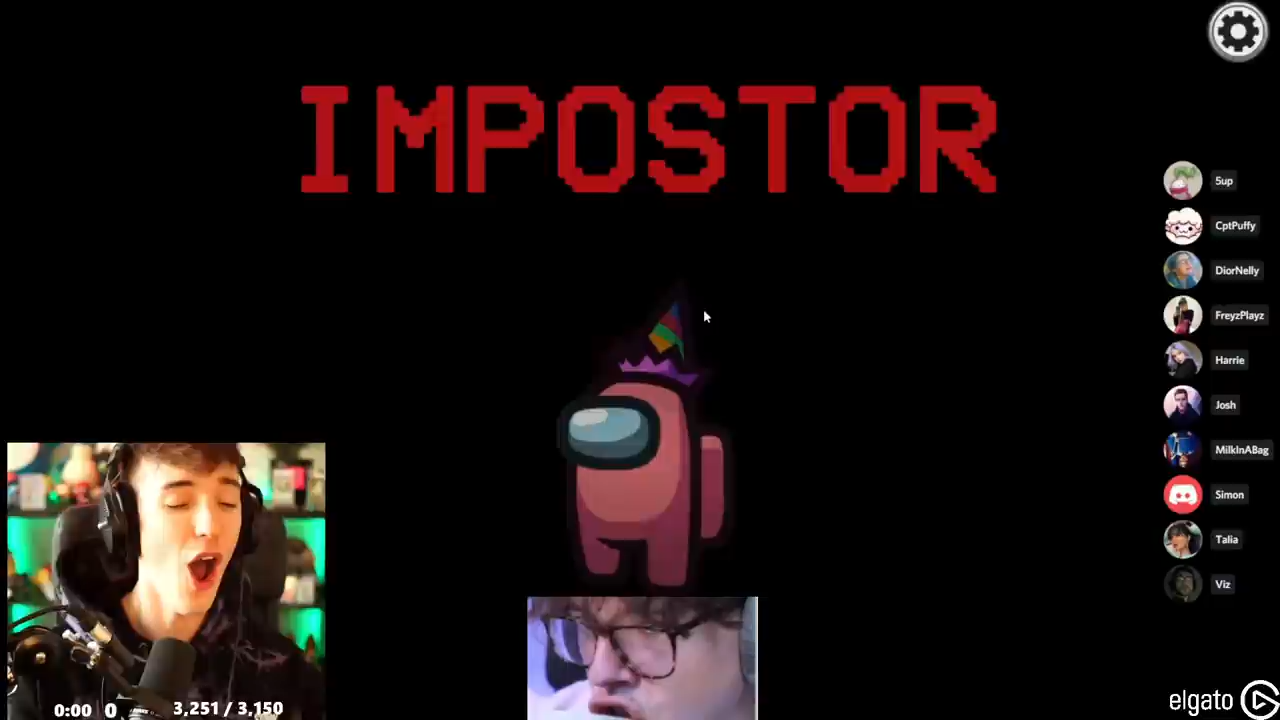 IMPOSTOR
5up
CptPuffy
DiorNelly
FreyzPlayz
Harrie
Josh
MilkInABag
Simon
Talia
Viz
0:00 0 3,251 / 3,150
elgato